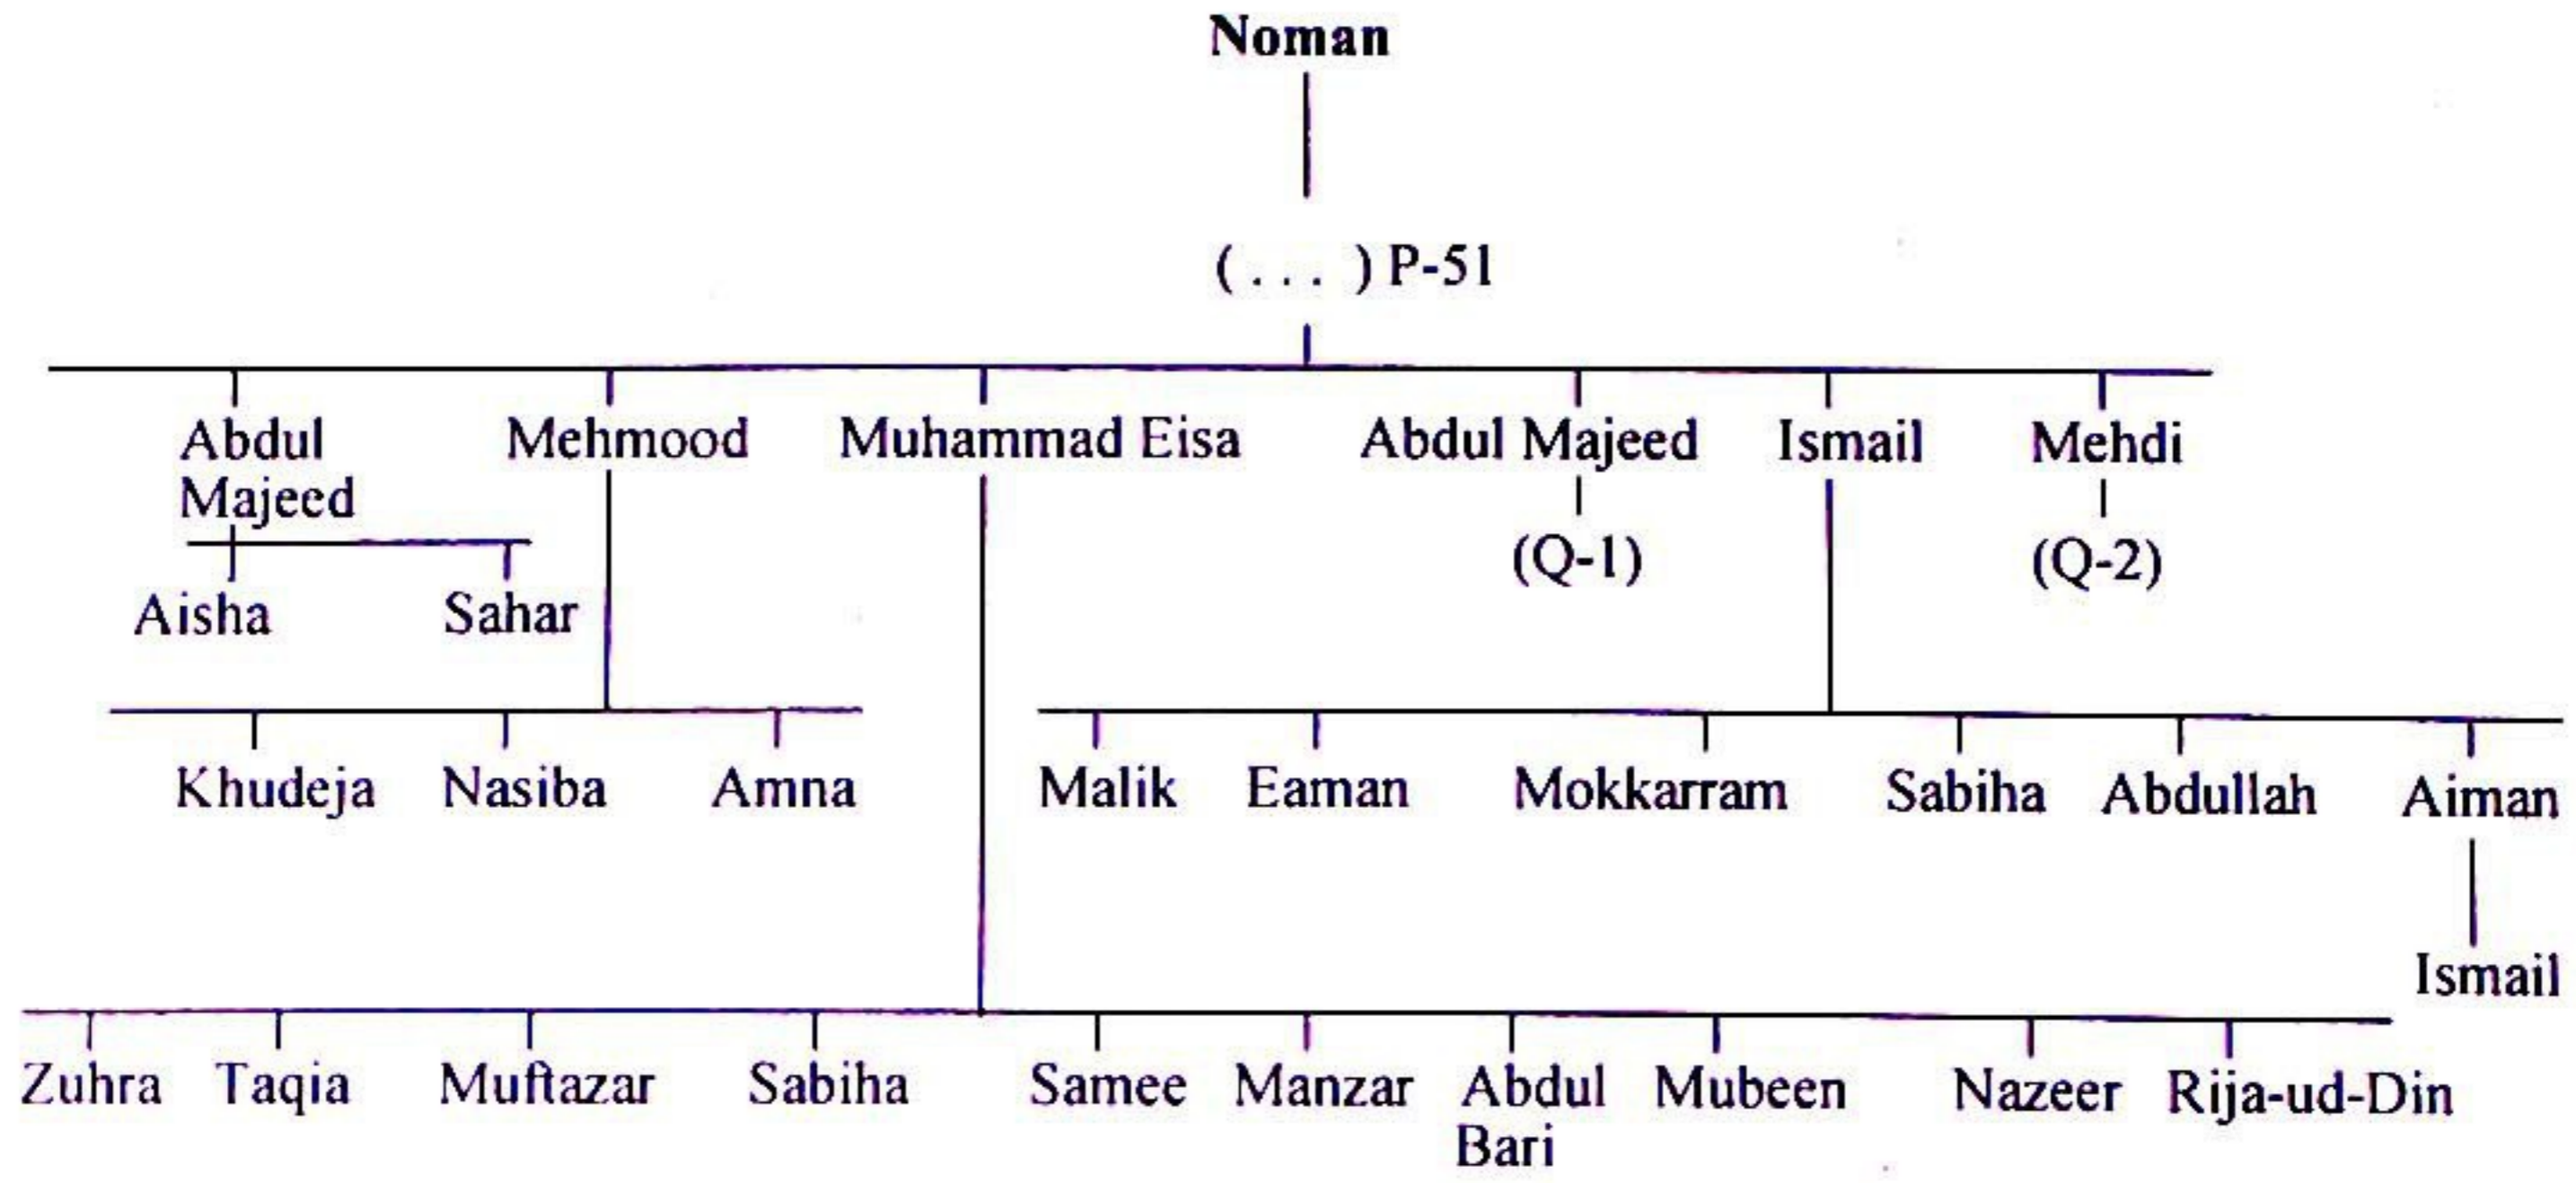 Noman
( . . . ) P-51
Abdul Majeed
Mehmood
Muhammad Eisa
Abdul Majeed
Ismail
Mehdi
(Q-1)
(Q-2)
Aisha
Sahar
Khudeja
Nasiba
Amna
Malik
Eaman
Mokkarram
Sabiha
Abdullah
Aiman
Ismail
Zuhra
Taqia
Muftazar
Sabiha
Samee
Manzar
Abdul
Bari
Mubeen
Nazeer
Rija-ud-Din